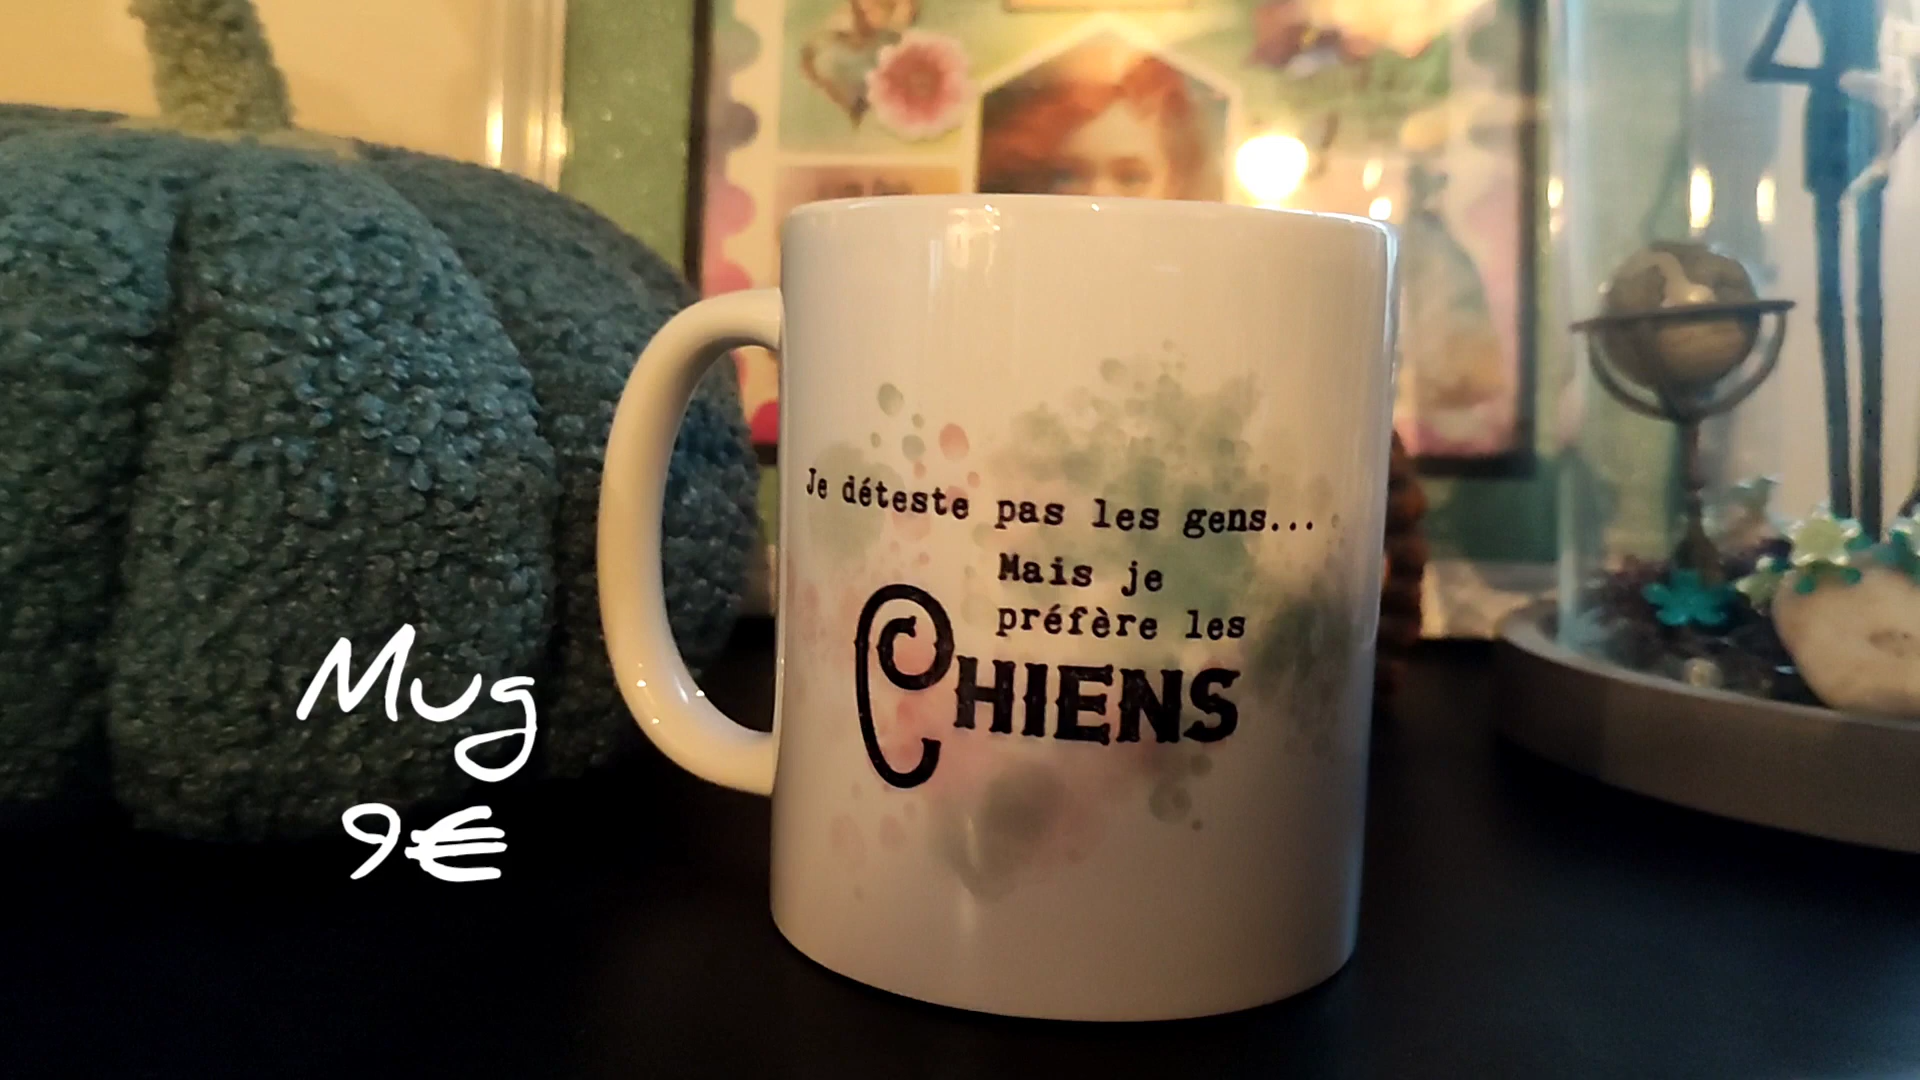 Je déteste pas les gens...
Mais je
préfère les
CHIENS
Mug
9€